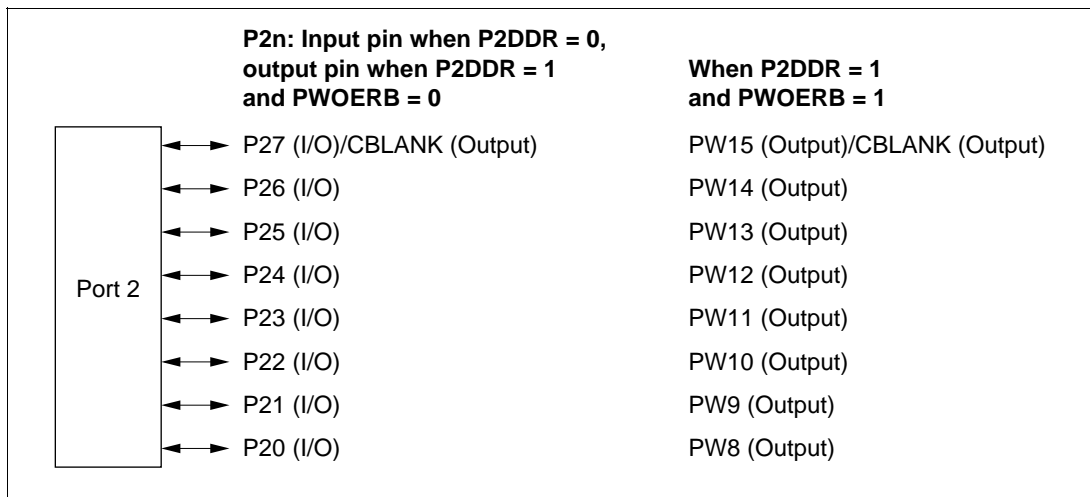 P2n: Input pin when P2DDR = 0,
output pin when P2DDR = 1
and PWOERB = 0
When P2DDR = 1
and PWOERB = 1
Port 2
P27 (I/O)/CBLANK (Output) PW15 (Output)/CBLANK (Output)
P26 (I/O) PW14 (Output)
P25 (I/O) PW13 (Output)
P24 (I/O) PW12 (Output)
P23 (I/O) PW11 (Output)
P22 (I/O) PW10 (Output)
P21 (I/O) PW9 (Output)
P20 (I/O) PW8 (Output)